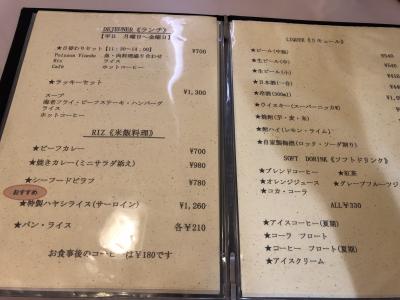 DEJEUNER《ランチ》
【平日 月曜日～金曜日】
★日替わりセット【11:30～14:00】 ¥700
Poisson Viande 魚・肉料理盛り合わせ
Riz ライス
Café ホットコーヒー
★ラッキーセット ¥1,300
スープ
海老フライ・ビーフステーキ・ハンバーグ
ライス
ホットコーヒー
RIZ《米飯料理》
★ビーフカレー ¥700
★焼きカレー(ミニサラダ添え) ¥980
★シーフードピラフ ¥780
おすすめ
★特製ハヤシライス(サーロイン) ¥1,260
★パン・ライス 各¥210
お食事後のコーヒーは¥180です
LIQUER《リキュール》
★ビール(中瓶) ¥540
★生ビール(中)
★生ビール(小)
★日本酒(一合)
★冷酒(300ml)
★ウイスキー(スーパーニッカ)
★焼酎(芋・麦・米)
★酎ハイ(レモン・ライム)
★自家製梅酒(ロック・ソーダ割り)
SOFT DORINK《ソフトドリンク》
★ブレンドコーヒー ★紅茶
★オレンジジュース ★グレープフルーツジ
★コカ・コーラ
ALL¥330
★アイスコーヒー(夏期)
★コーラ フロート
★コーヒー フロート(夏期)
★アイスクリーム